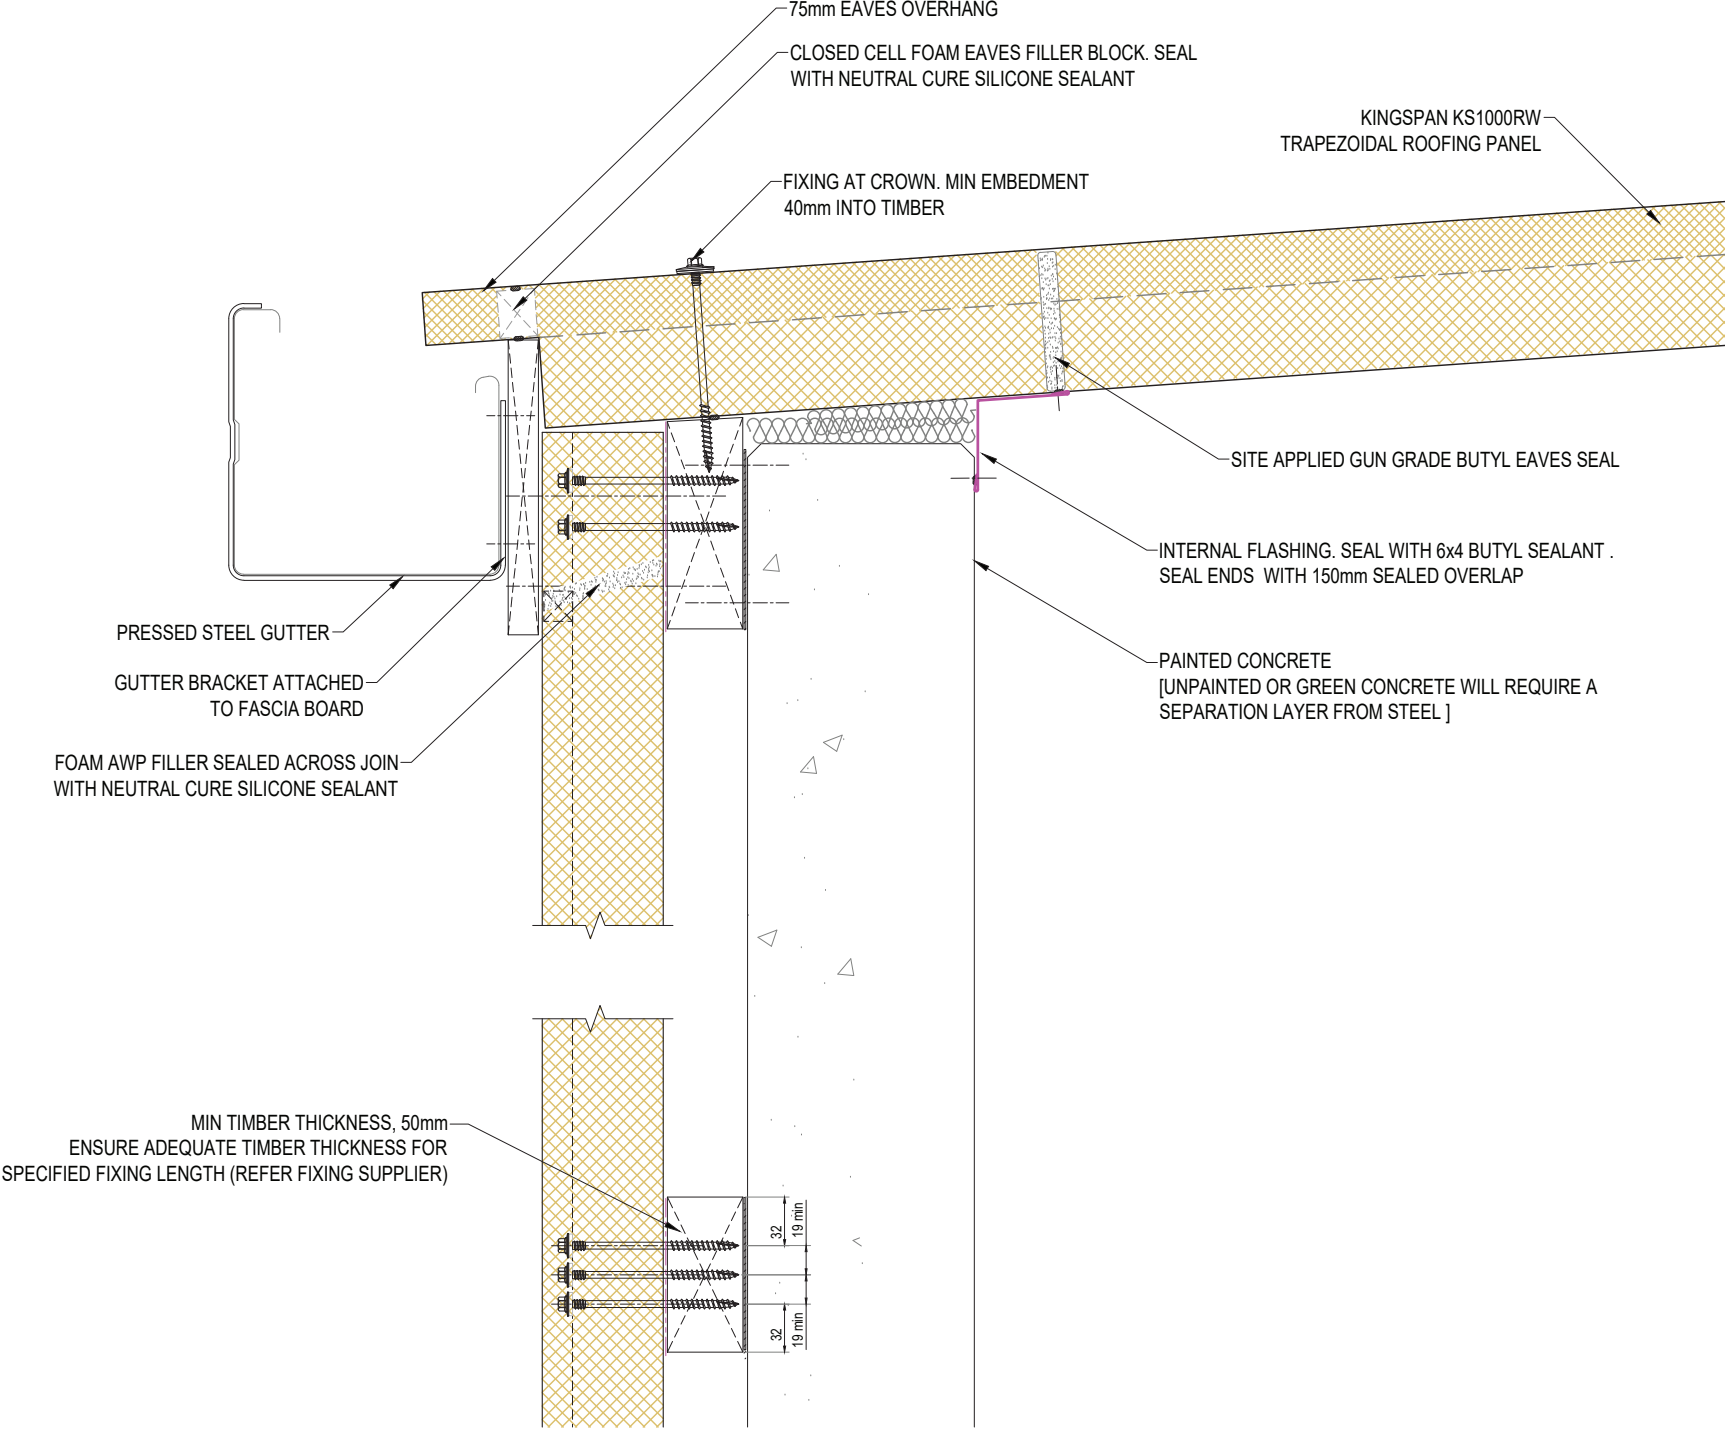 75mm EAVES OVERHANG
CLOSED CELL FOAM EAVES FILLER BLOCK. SEAL
WITH NEUTRAL CURE SILICONE SEALANT
KINGSPAN KS1000RW
TRAPEZOIDAL ROOFING PANEL
FIXING AT CROWN. MIN EMBEDMENT
40mm INTO TIMBER
SITE APPLIED GUN GRADE BUTYL EAVES SEAL
INTERNAL FLASHING. SEAL WITH 6x4 BUTYL SEALANT .
SEAL ENDS WITH 150mm SEALED OVERLAP
PRESSED STEEL GUTTER
PAINTED CONCRETE
[UNPAINTED OR GREEN CONCRETE WILL REQUIRE A
SEPARATION LAYER FROM STEEL ]
GUTTER BRACKET ATTACHED
TO FASCIA BOARD
FOAM AWP FILLER SEALED ACROSS JOIN
WITH NEUTRAL CURE SILICONE SEALANT
MIN TIMBER THICKNESS, 50mm
ENSURE ADEQUATE TIMBER THICKNESS FOR
SPECIFIED FIXING LENGTH (REFER FIXING SUPPLIER)
32
19 min
32
19 min